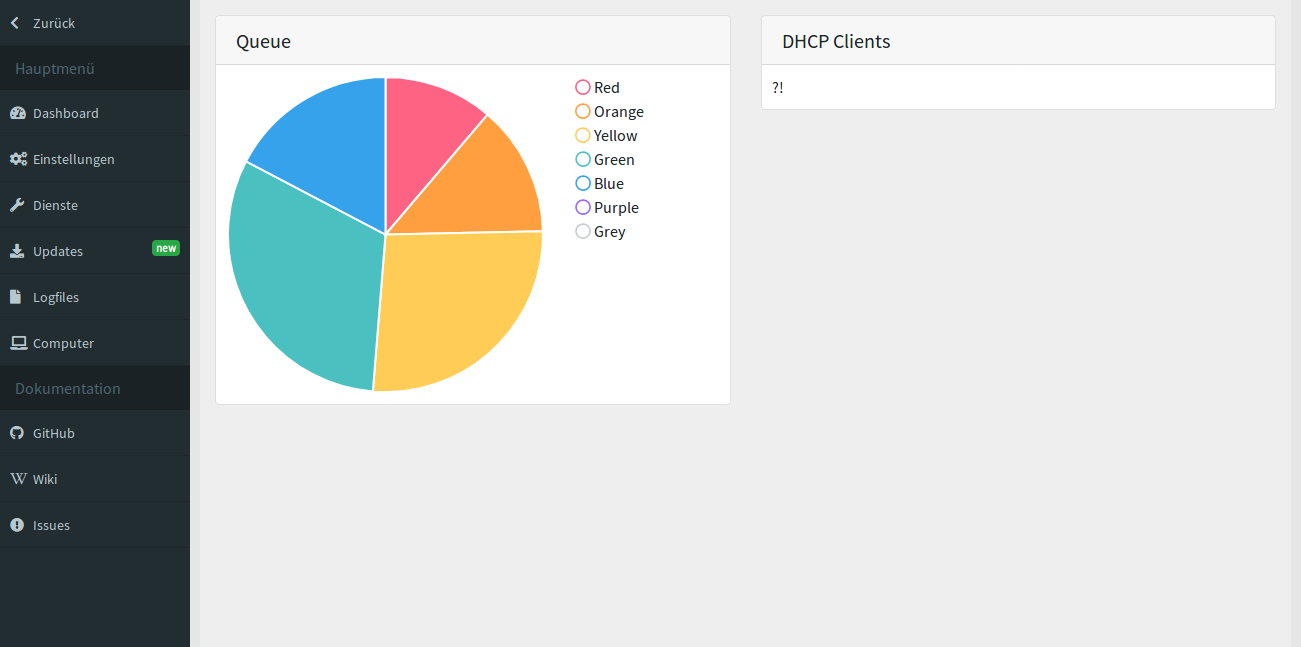 Zurück
Hauptmenü
Dashboard
Einstellungen
Dienste
Updates new
Logfiles
Computer
Dokumentation
GitHub
Wiki
Issues
Queue
Red
Orange
Yellow
Green
Blue
Purple
Grey
DHCP Clients
?!